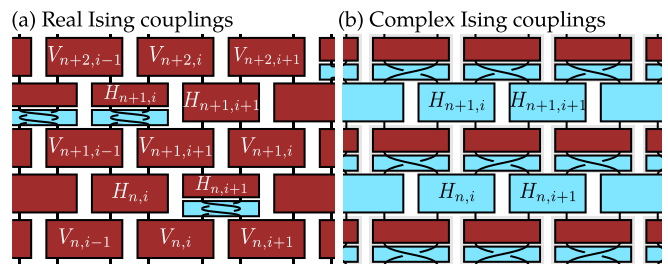 (a) Real Ising couplings
(b) Complex Ising couplings
V_{n+2,i-1} V_{n+2,i} V_{n+2,i+1}
H_{n+1,i} H_{n+1,i+1}
H_{n+1,i} H_{n+1,i+1}
V_{n+1,i-1} V_{n+1,i+1} V_{n+1,i}
H_{n,i} H_{n,i+1}
H_{n,i} H_{n,i+1}
V_{n,i-1} V_{n,i} V_{n,i+1}